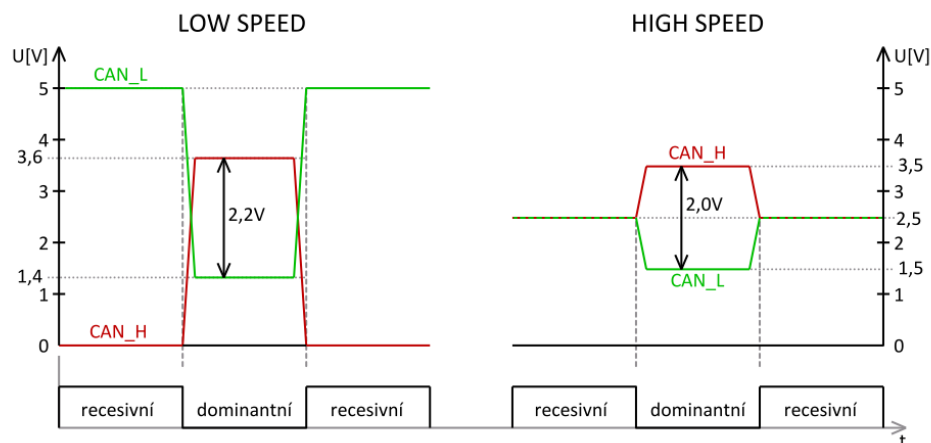 LOW SPEED
HIGH SPEED
U[V]
U[V]
CAN_L
5
4
3,6
3
2
1,4
1
0
2,2V
CAN_H
CAN_H
2,0V
CAN_L
5
4
3,5
3
2,5
2
1,5
1
0
recesivní dominantní recesivní
recesivní dominantní recesivní
t